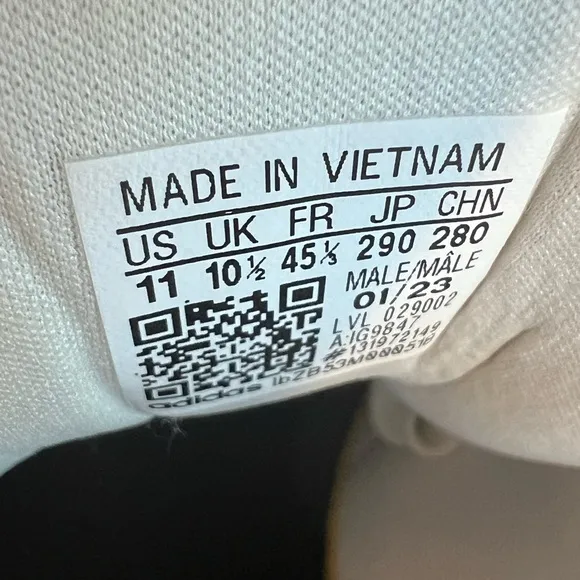 MADE IN VIETNAM
US UK FR JP CHN
11 10½ 45⅓ 290 280
MALE/MÂLE
01/23
LVL 029002
A:IG9847
#131972149
adidas